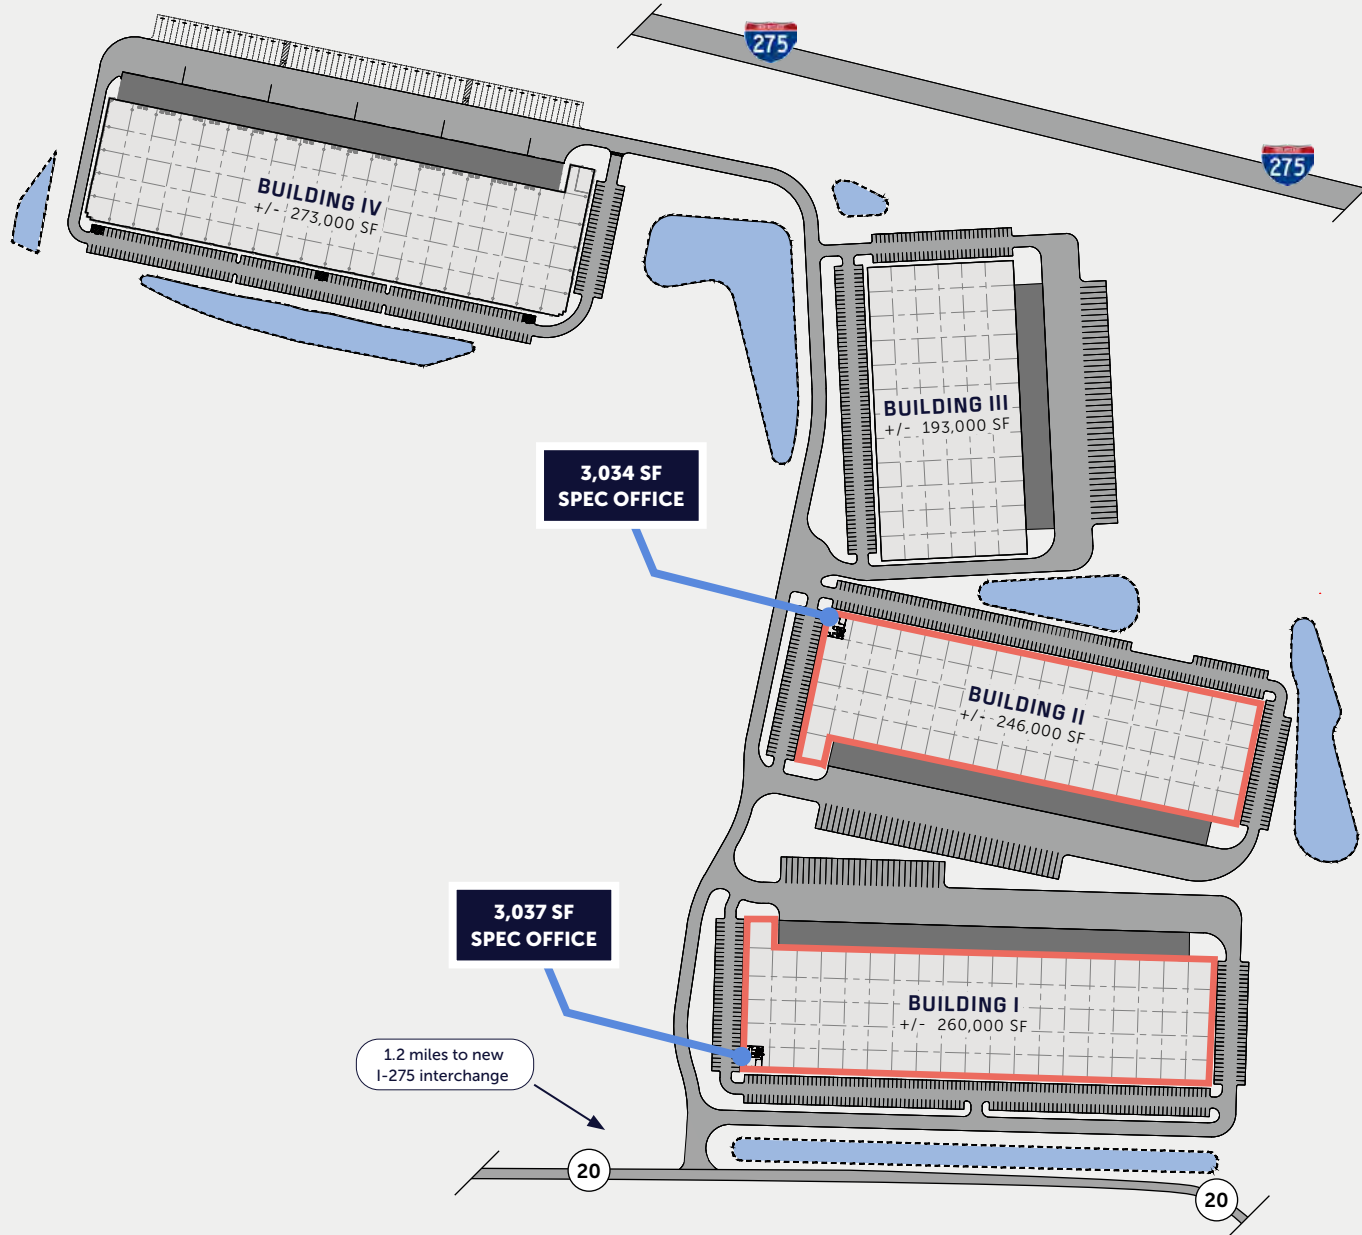 275
275
BUILDING IV
+/- 273,000 SF
BUILDING III
+/- 193,000 SF
3,034 SF
SPEC OFFICE
BUILDING II
+/- 246,000 SF
3,037 SF
SPEC OFFICE
BUILDING I
+/- 260,000 SF
1.2 miles to new
I-275 interchange
20
20